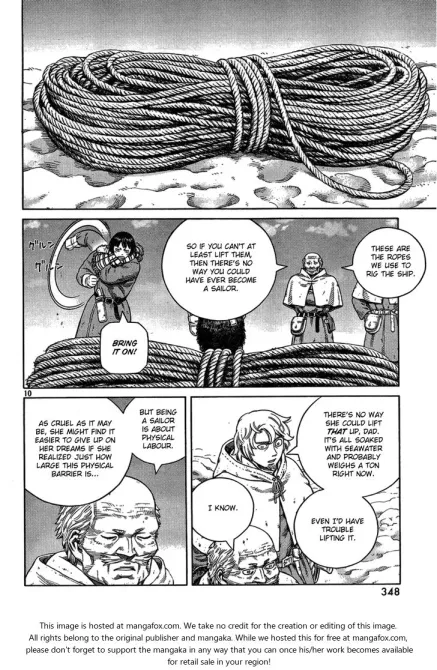 THESE ARE
THE ROPES
WE USE TO
RIG THE SHIP.
SO IF YOU CAN'T AT
LEAST LIFT THEM,
THEN THERE'S NO
WAY YOU COULD
HAVE EVER BECOME
A SAILOR.
グルン
グルン
BRING
IT ON!
10
THERE'S NO WAY
SHE COULD LIFT
THAT UP, DAD.
IT'S ALL SOAKED
WITH SEAWATER
AND PROBABLY
WEIGHS A TON
RIGHT NOW.
EVEN I'D HAVE
TROUBLE
LIFTING IT.
I KNOW.
BUT BEING
A SAILOR
IS ABOUT
PHYSICAL
LABOUR.
AS CRUEL AS IT MAY
BE, SHE MIGHT FIND IT
EASIER TO GIVE UP ON
HER DREAMS IF SHE
REALIZED JUST HOW
LARGE THIS PHYSICAL
BARRIER IS...
348
This image is hosted at mangafox.com. We take no credit for the creation or editing of this image.
All rights belong to the original publisher and mangaka. While we hosted this for free at mangafox.com,
please don't forget to support the mangaka in any way that you can once his/her work becomes available
for retail sale in your region!